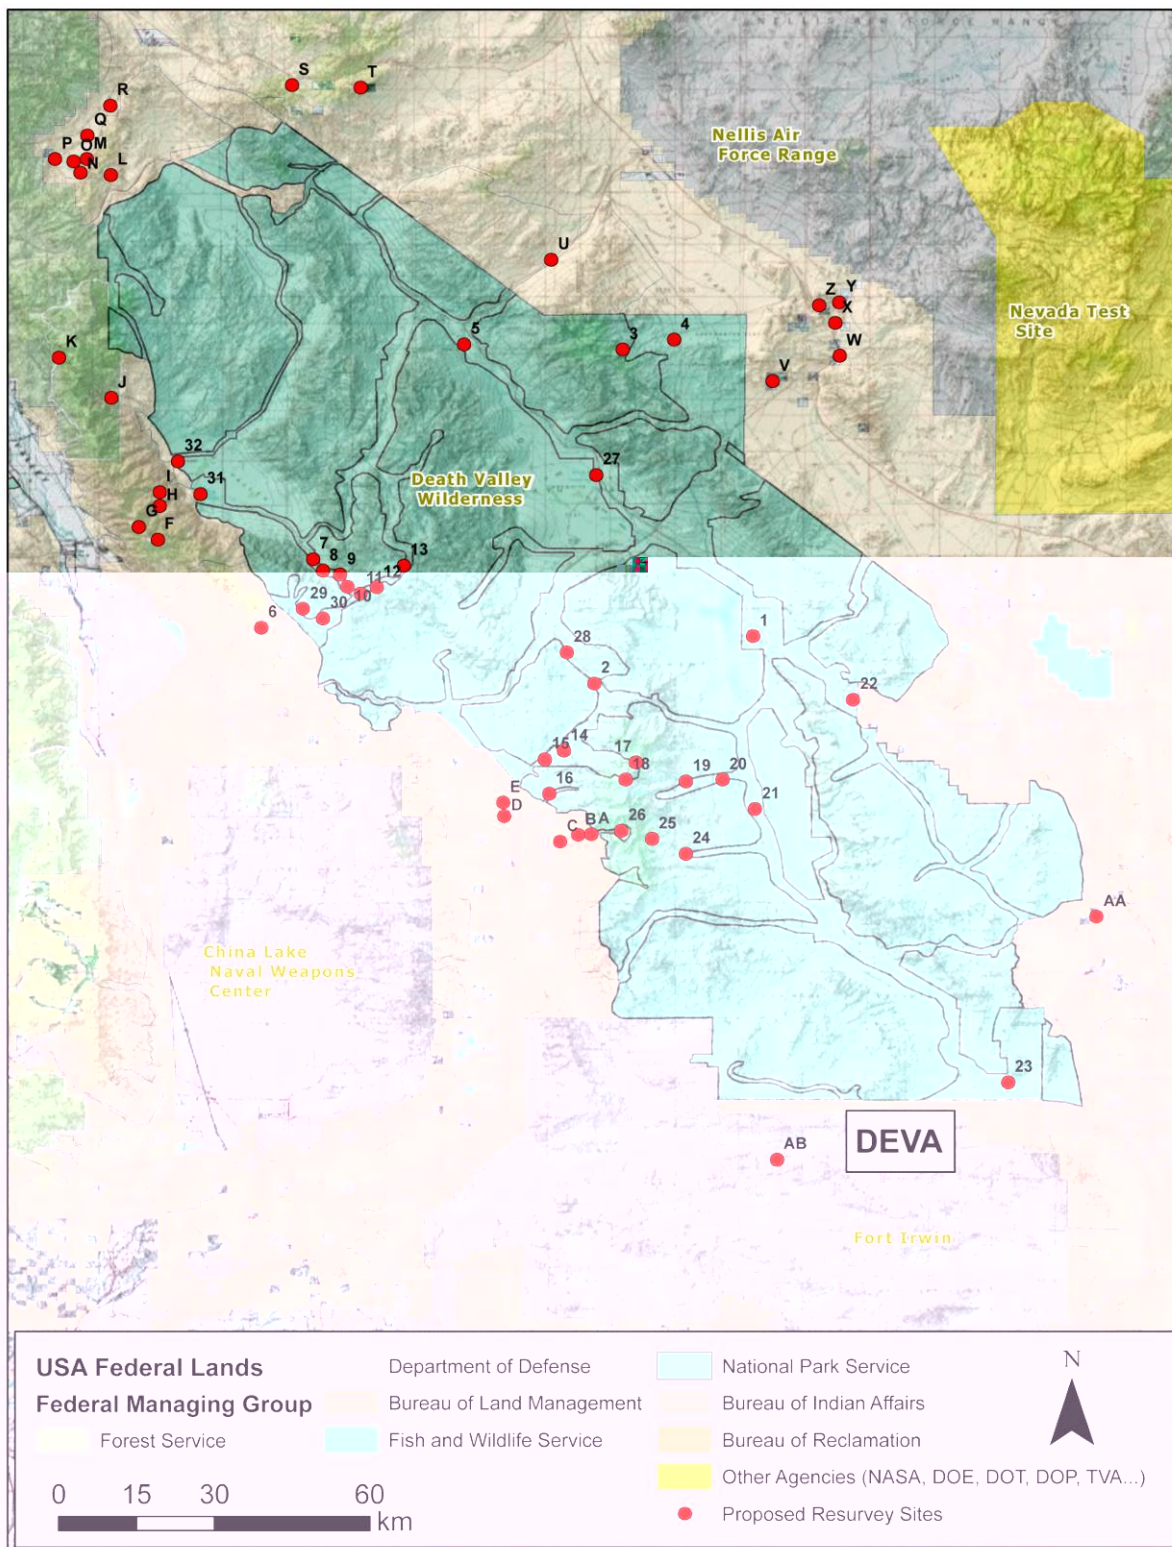 NELLIS AIR FORCE RANGE
S
T
R
Q
P
O
M
N
L
Nellis Air
Force Range
U
Z
Y
X
W
V
Nevada Test
Site
K
J
5
3
4
32
31
I
H
G
F
27
Death Valley
Wilderness
7
8
9
13
12
11
10
29
30
6
1
28
2
22
14
15
17
18
19
20
16
21
E
D
C
B
A
26
25
24
AA
China Lake
Naval Weapons
Center
23
DEVA
AB
Fort Irwin
USA Federal Lands
Federal Managing Group
Forest Service
Department of Defense
Bureau of Land Management
Fish and Wildlife Service
National Park Service
Bureau of Indian Affairs
Bureau of Reclamation
Other Agencies (NASA, DOE, DOT, DOP, TVA...)
Proposed Resurvey Sites
N
0 15 30 60
km